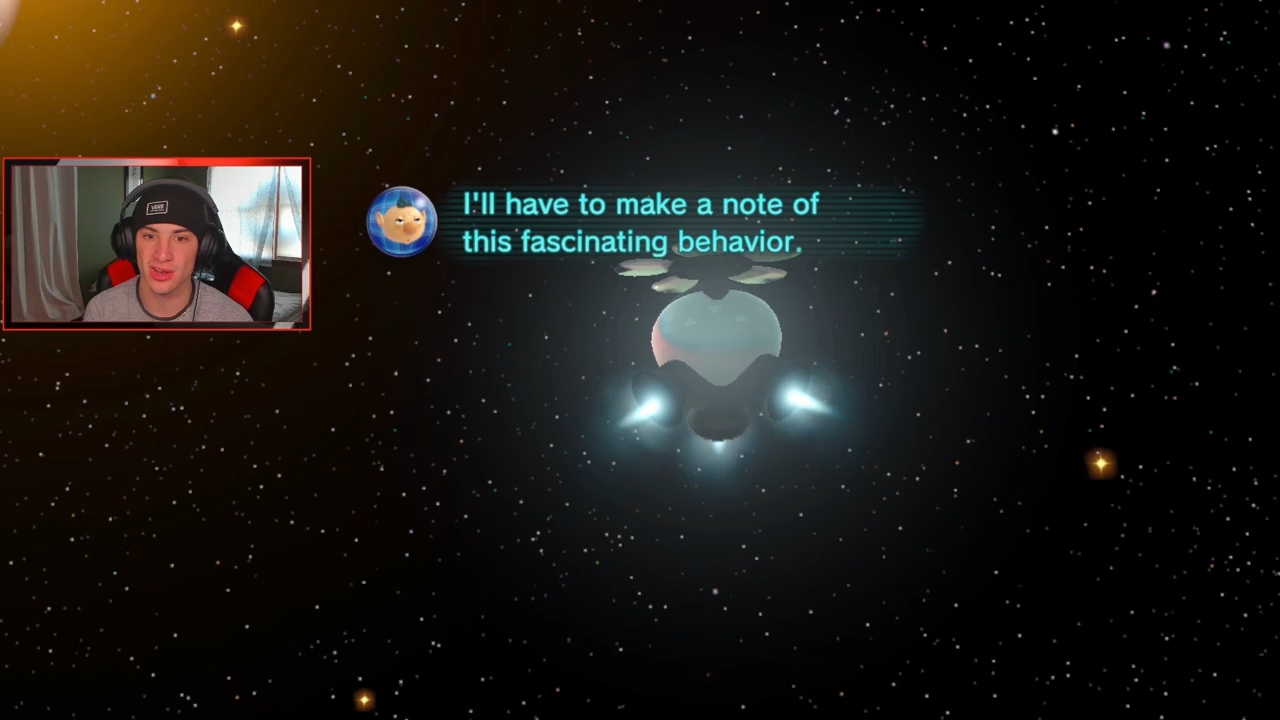 I'll have to make a note of
this fascinating behavior.